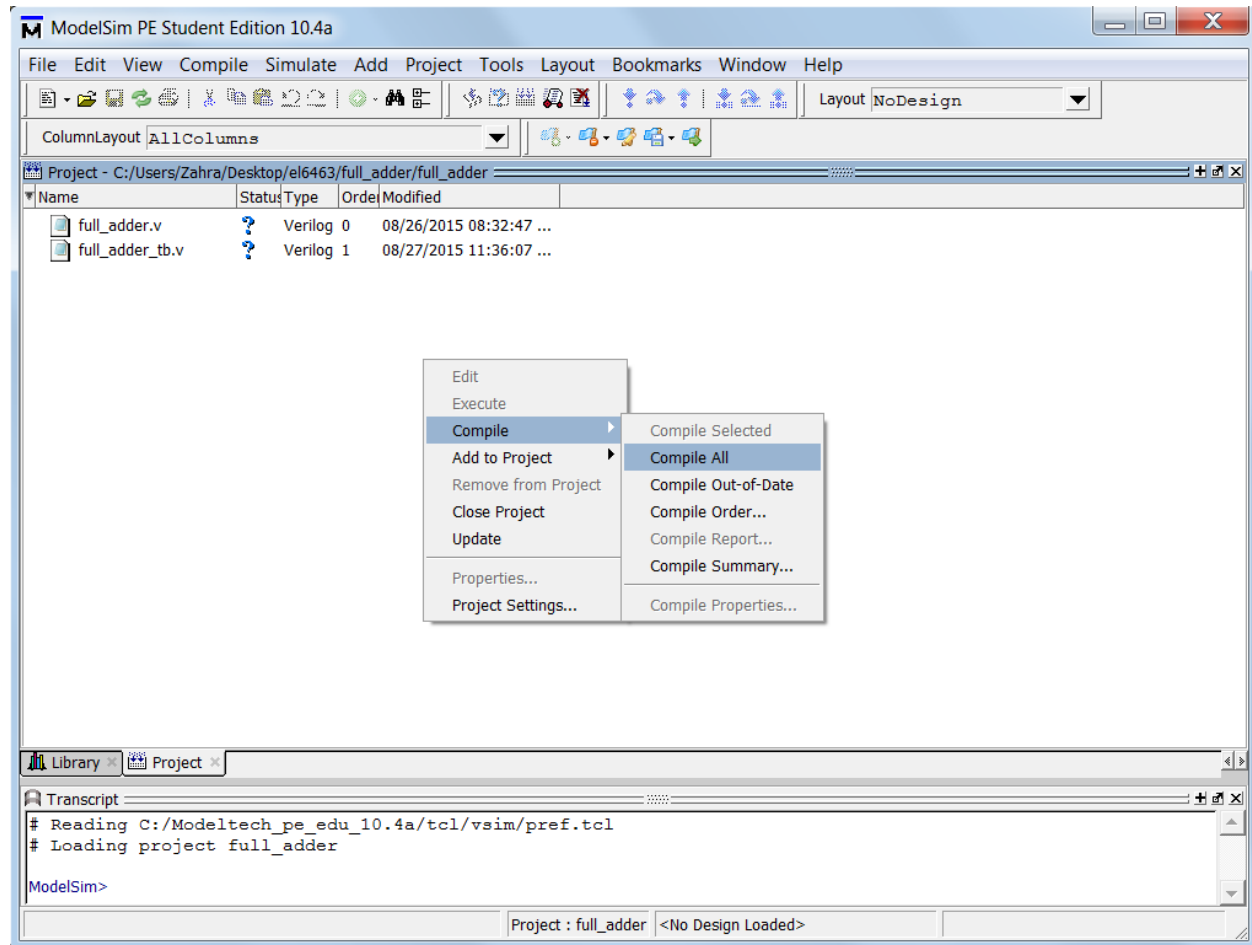 ModelSim PE Student Edition 10.4a
File Edit View Compile Simulate Add Project Tools Layout Bookmarks Window Help
Layout NoDesign
ColumnLayout AllColumns
Project - C:/Users/Zahra/Desktop/el6463/full_adder/full_adder
Name Status Type Order Modified
full_adder.v ? Verilog 0 08/26/2015 08:32:47 ...
full_adder_tb.v ? Verilog 1 08/27/2015 11:36:07 ...
Edit
Execute
Compile
Add to Project
Remove from Project
Close Project
Update
Properties...
Project Settings...
Compile Selected
Compile All
Compile Out-of-Date
Compile Order...
Compile Report...
Compile Summary...
Compile Properties...
Library Project
Transcript
# Reading C:/Modeltech_pe_edu_10.4a/tcl/vsim/pref.tcl
# Loading project full_adder
ModelSim>
Project : full_adder <No Design Loaded>